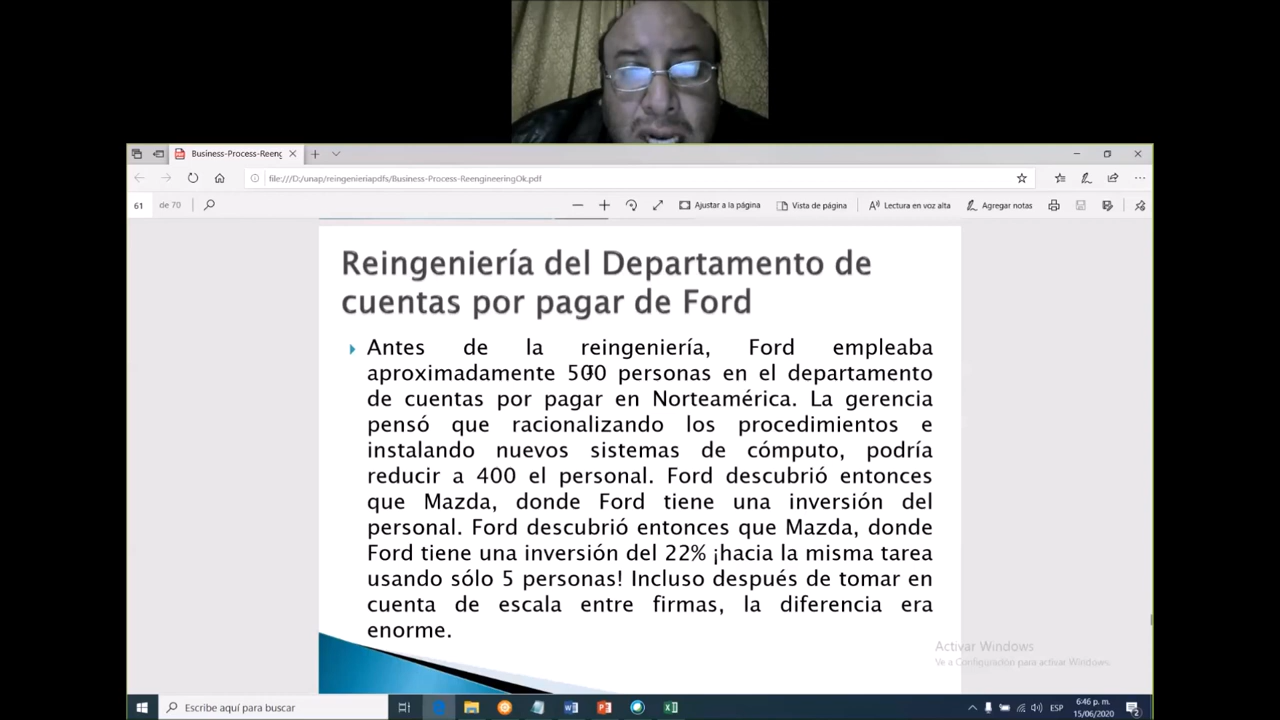 Business-Process-Reeng
file:///D:/unap/reingenieriapdfs/Business-Process-ReengineeringOk.pdf
61 de 70 Ajustar a la página Vista de página Lectura en voz alta Agregar notas
Reingeniería del Departamento de
cuentas por pagar de Ford
Antes de la reingeniería, Ford empleaba
aproximadamente 500 personas en el departamento
de cuentas por pagar en Norteamérica. La gerencia
pensó que racionalizando los procedimientos e
instalando nuevos sistemas de cómputo, podría
reducir a 400 el personal. Ford descubrió entonces
que Mazda, donde Ford tiene una inversión del
personal. Ford descubrió entonces que Mazda, donde
Ford tiene una inversión del 22% ¡hacia la misma tarea
usando sólo 5 personas! Incluso después de tomar en
cuenta de escala entre firmas, la diferencia era
enorme.
Activar Windows
Ve a Configuración para activar Windows.
Escribe aquí para buscar
ESP
6:46 p. m.
15/06/2020
2